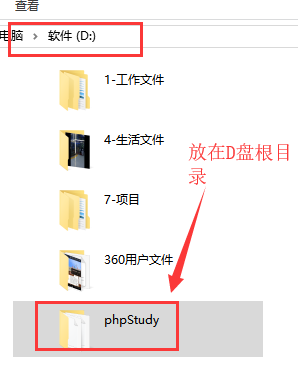 查看
电脑 › 软件 (D:)
1-工作文件
4-生活文件
放在D盘根目
录
7-项目
360用户文件
phpStudy